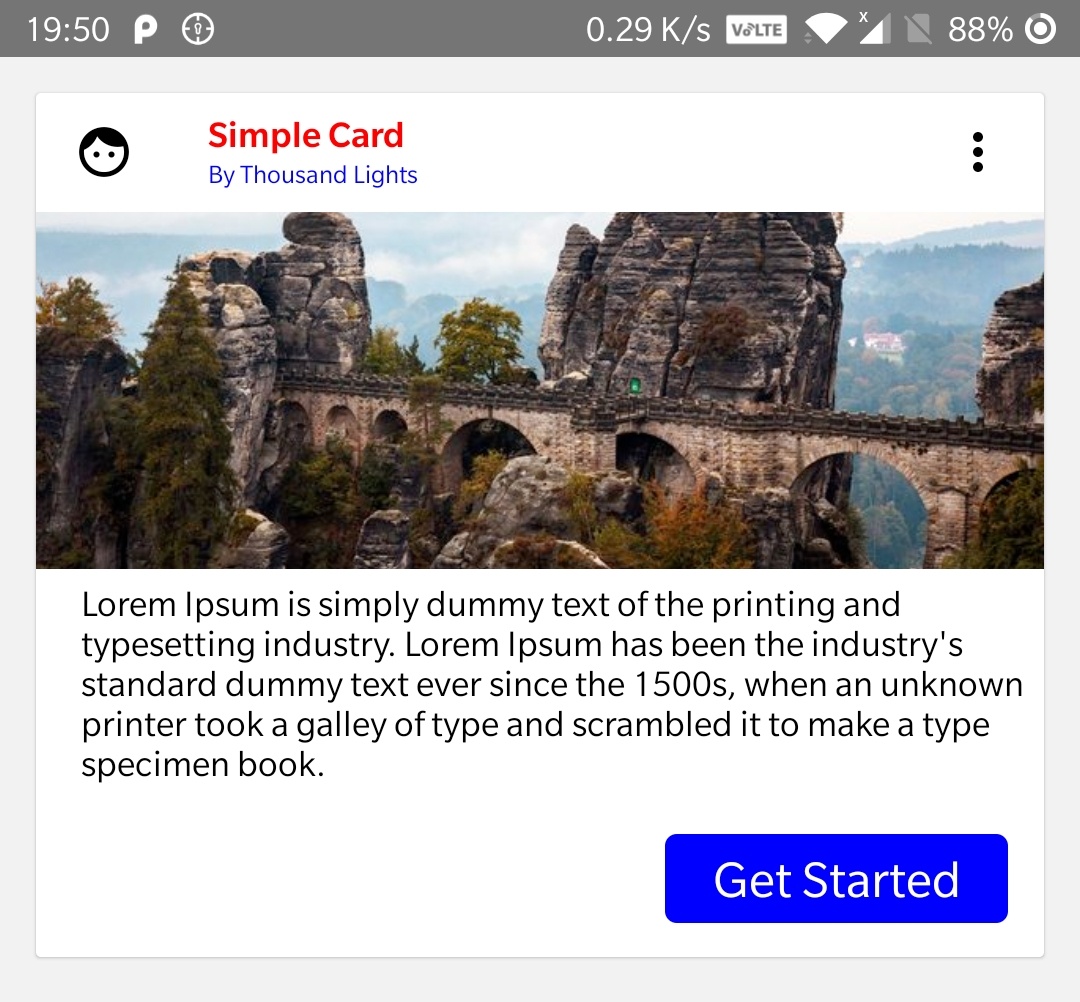 19:50 0.29 K/s VoLTE x 88%
Simple Card
By Thousand Lights
Lorem Ipsum is simply dummy text of the printing and
typesetting industry. Lorem Ipsum has been the industry's
standard dummy text ever since the 1500s, when an unknown
printer took a galley of type and scrambled it to make a type
specimen book.
Get Started